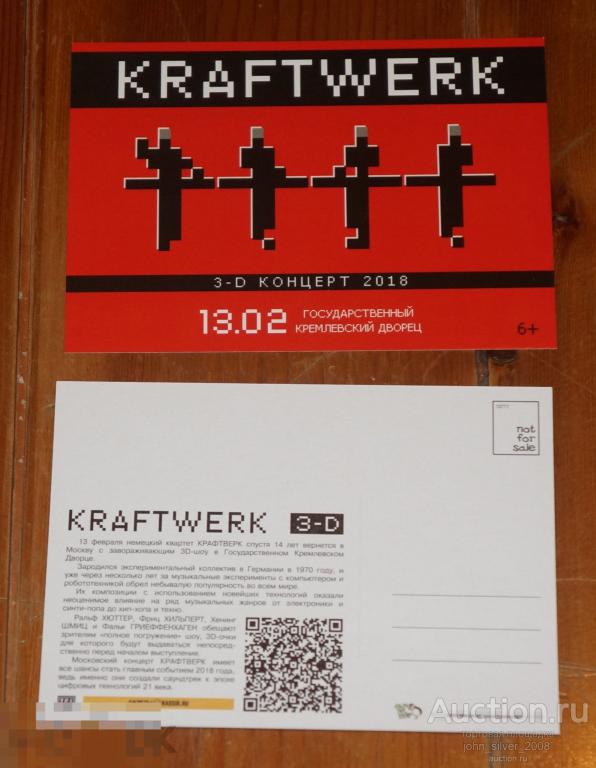 KRAFTWERK
3-D КОНЦЕРТ 2018
13.02 ГОСУДАРСТВЕННЫЙ
КРЕМЛЕВСКИЙ ДВОРЕЦ
6+
not
for
sale
KRAFTWERK 3-D
13 февраля немецкий квартет КРАФТВЕРК спустя 14 лет вернется в
Москву с завораживающим 3D-шоу в Государственном Кремлевском
Дворце.
Зародился экспериментальный коллектив в Германии в 1970 году, и
уже через несколько лет за музыкальные эксперименты с компьютером и
робототехникой обрел небывалую популярность во всем мире.
Их композиции с использованием новейших технологий оказали
неоценимое влияние на ряд музыкальных жанров от электроники и
синти-попа до хип-хопа и техно.
Ральф ХЮТТЕР, Фриц ХИЛЬПЕРТ, Хенинг
ШМИЦ и Фальк ГРИЕФФЕНХАГЕН обещают
зрителям «полное погружение» шоу, 3D-очки
для которого будут выдаваться непосред-
ственно перед началом выступления.
Московский концерт КРАФТВЕРК имеет
все шансы стать главным событием 2018 года,
ведь именно они создали саундтрек к эпохе
цифровых технологий 21 века.
Auction.ru
торговая площадка
john_silver_2008
auction.ru